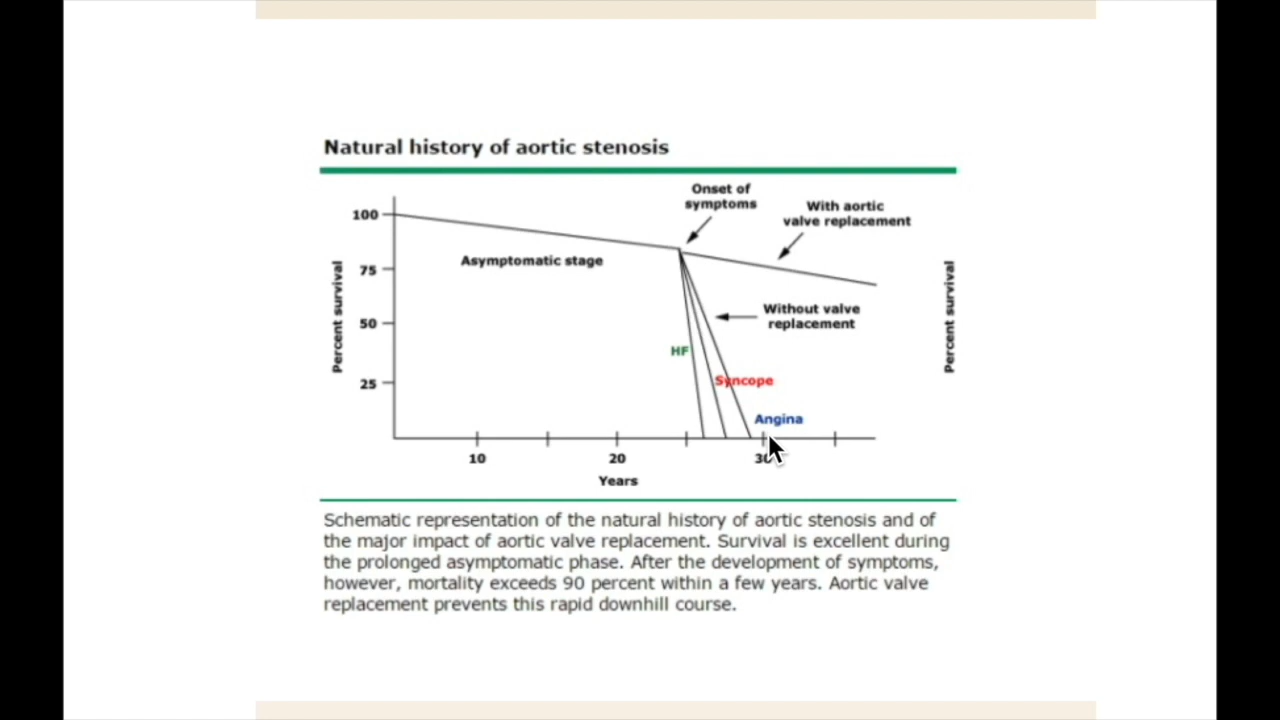 Natural history of aortic stenosis
Onset of
symptoms
With aortic
valve replacement
100
Asymptomatic stage
75
Percent survival
Percent survival
Without valve
replacement
50
HF
Syncope
25
Angina
10
20
30
Years
Schematic representation of the natural history of aortic stenosis and of
the major impact of aortic valve replacement. Survival is excellent during
the prolonged asymptomatic phase. After the development of symptoms,
however, mortality exceeds 90 percent within a few years. Aortic valve
replacement prevents this rapid downhill course.